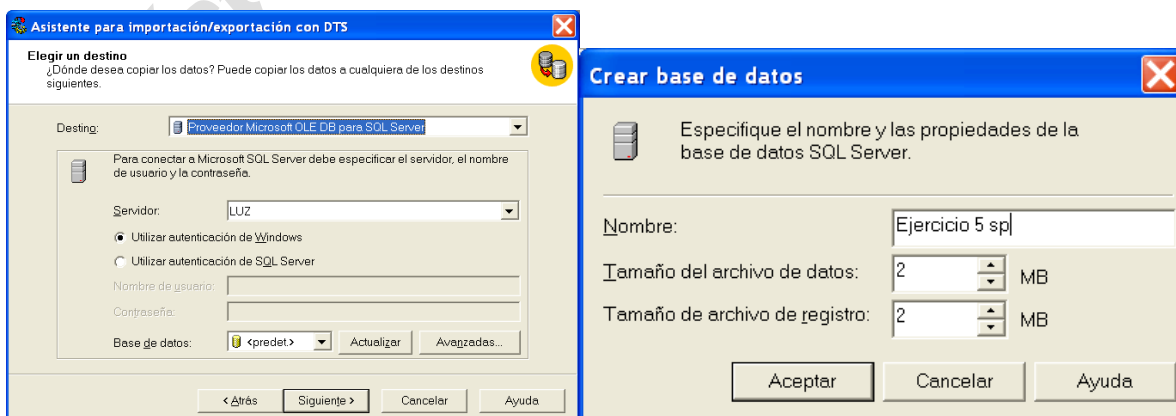 Asistente para importación/exportación con DTS
Elegir un destino
¿Dónde desea copiar los datos? Puede copiar los datos a cualquiera de los destinos
siguientes.
Destino: Proveedor Microsoft OLE DB para SQL Server
Para conectar a Microsoft SQL Server debe especificar el servidor, el nombre
de usuario y la contraseña.
Servidor: LUZ
Utilizar autenticación de Windows
Utilizar autenticación de SQL Server
Nombre de usuario:
Contraseña:
Base de datos: <predet.> Actualizar Avanzadas...
< Atrás Siguiente > Cancelar Ayuda
Crear base de datos
Especifique el nombre y las propiedades de la
base de datos SQL Server.
Nombre: Ejercicio 5 sp
Tamaño del archivo de datos: 2 MB
Tamaño de archivo de registro: 2 MB
Aceptar Cancelar Ayuda